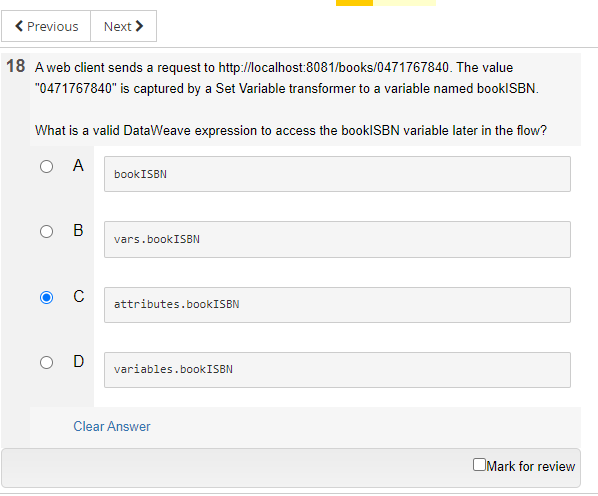 Previous Next
18 A web client sends a request to http://localhost:8081/books/0471767840. The value
"0471767840" is captured by a Set Variable transformer to a variable named bookISBN.
What is a valid DataWeave expression to access the bookISBN variable later in the flow?
A bookISBN
B vars.bookISBN
C attributes.bookISBN
D variables.bookISBN
Clear Answer
Mark for review